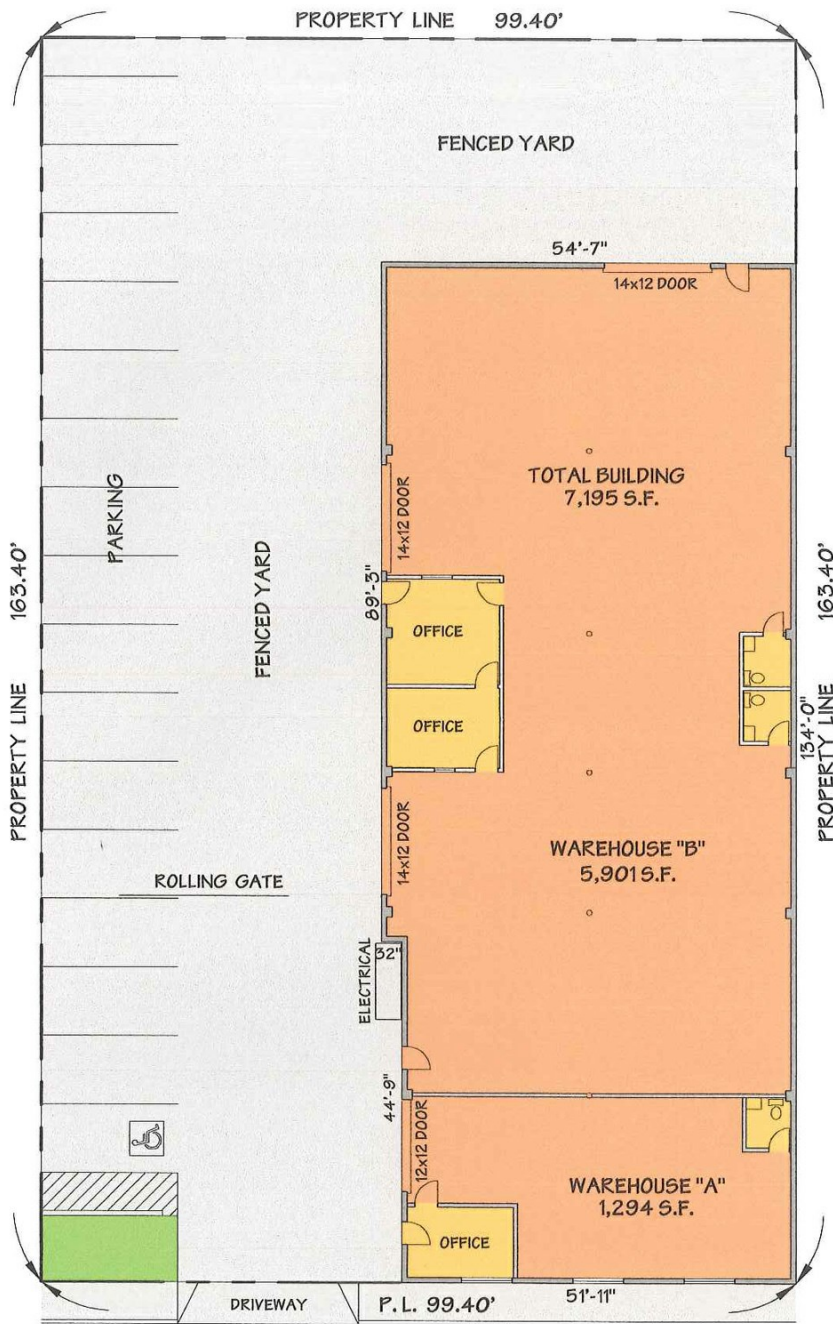 PROPERTY LINE 99.40'
FENCED YARD
54'-7"
14x12 DOOR
TOTAL BUILDING
7,195 S.F.
PARKING
14x12 DOOR
FENCED YARD
89'-3"
OFFICE
PROPERTY LINE 163.40'
PROPERTY LINE 163.40'
OFFICE
134'-0"
14x12 DOOR
WAREHOUSE "B"
5,901 S.F.
ROLLING GATE
ELECTRICAL
32"
44'-9"
12x12 DOOR
WAREHOUSE "A"
1,294 S.F.
OFFICE
DRIVEWAY
P.L. 99.40'
51'-11"